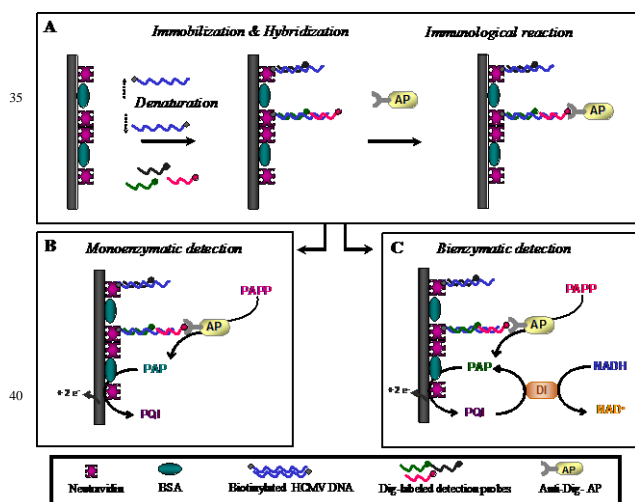 A
Immobilization & Hybridization
Immunological reaction
35
Denaturation
AP
AP
B
Monoenzymatic detection
C
Bienzymatic detection
PAPP
PAPP
AP
AP
PAP
PAP
NADH
40
+2 e-
+2 e-
DI
PQI
PQI
NAD+
AP
Neutravidin
BSA
Biotinylated HCMV DNA
Dig-labeled detection probes
Anti-Dig- AP